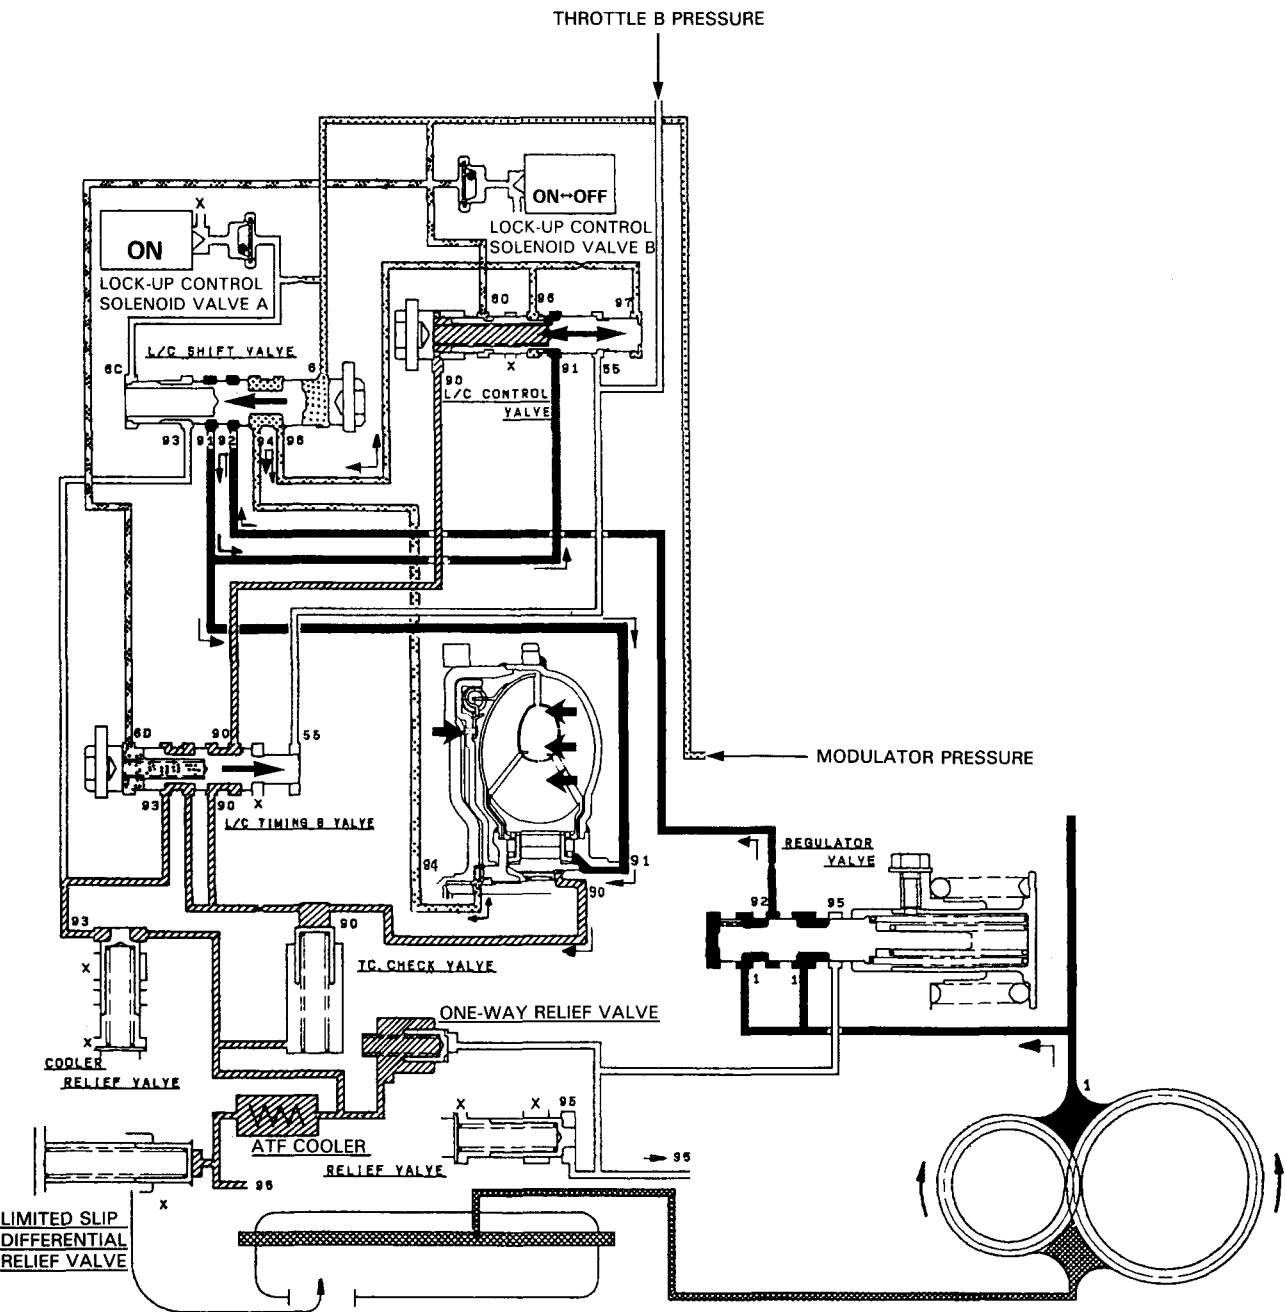 THROTTLE B PRESSURE
ON↔OFF
X
LOCK-UP CONTROL
SOLENOID VALVE B
ON
LOCK-UP CONTROL
SOLENOID VALVE A
60 96 97
L/C SHIFT VALVE
6C 6
X
90 91 55
L/C CONTROL
VALVE
93 91 92 94 96
6D 90 55
MODULATOR PRESSURE
93 90 X
L/C TIMING B VALVE
REGULATOR
VALVE
94 91
90
92 95
93 90
X
TC. CHECK VALVE
1 1
ONE-WAY RELIEF VALVE
X
COOLER
RELIEF VALVE
1
X X 95
ATF COOLER
RELIEF VALVE
95
96
X
LIMITED SLIP
DIFFERENTIAL
RELIEF VALVE